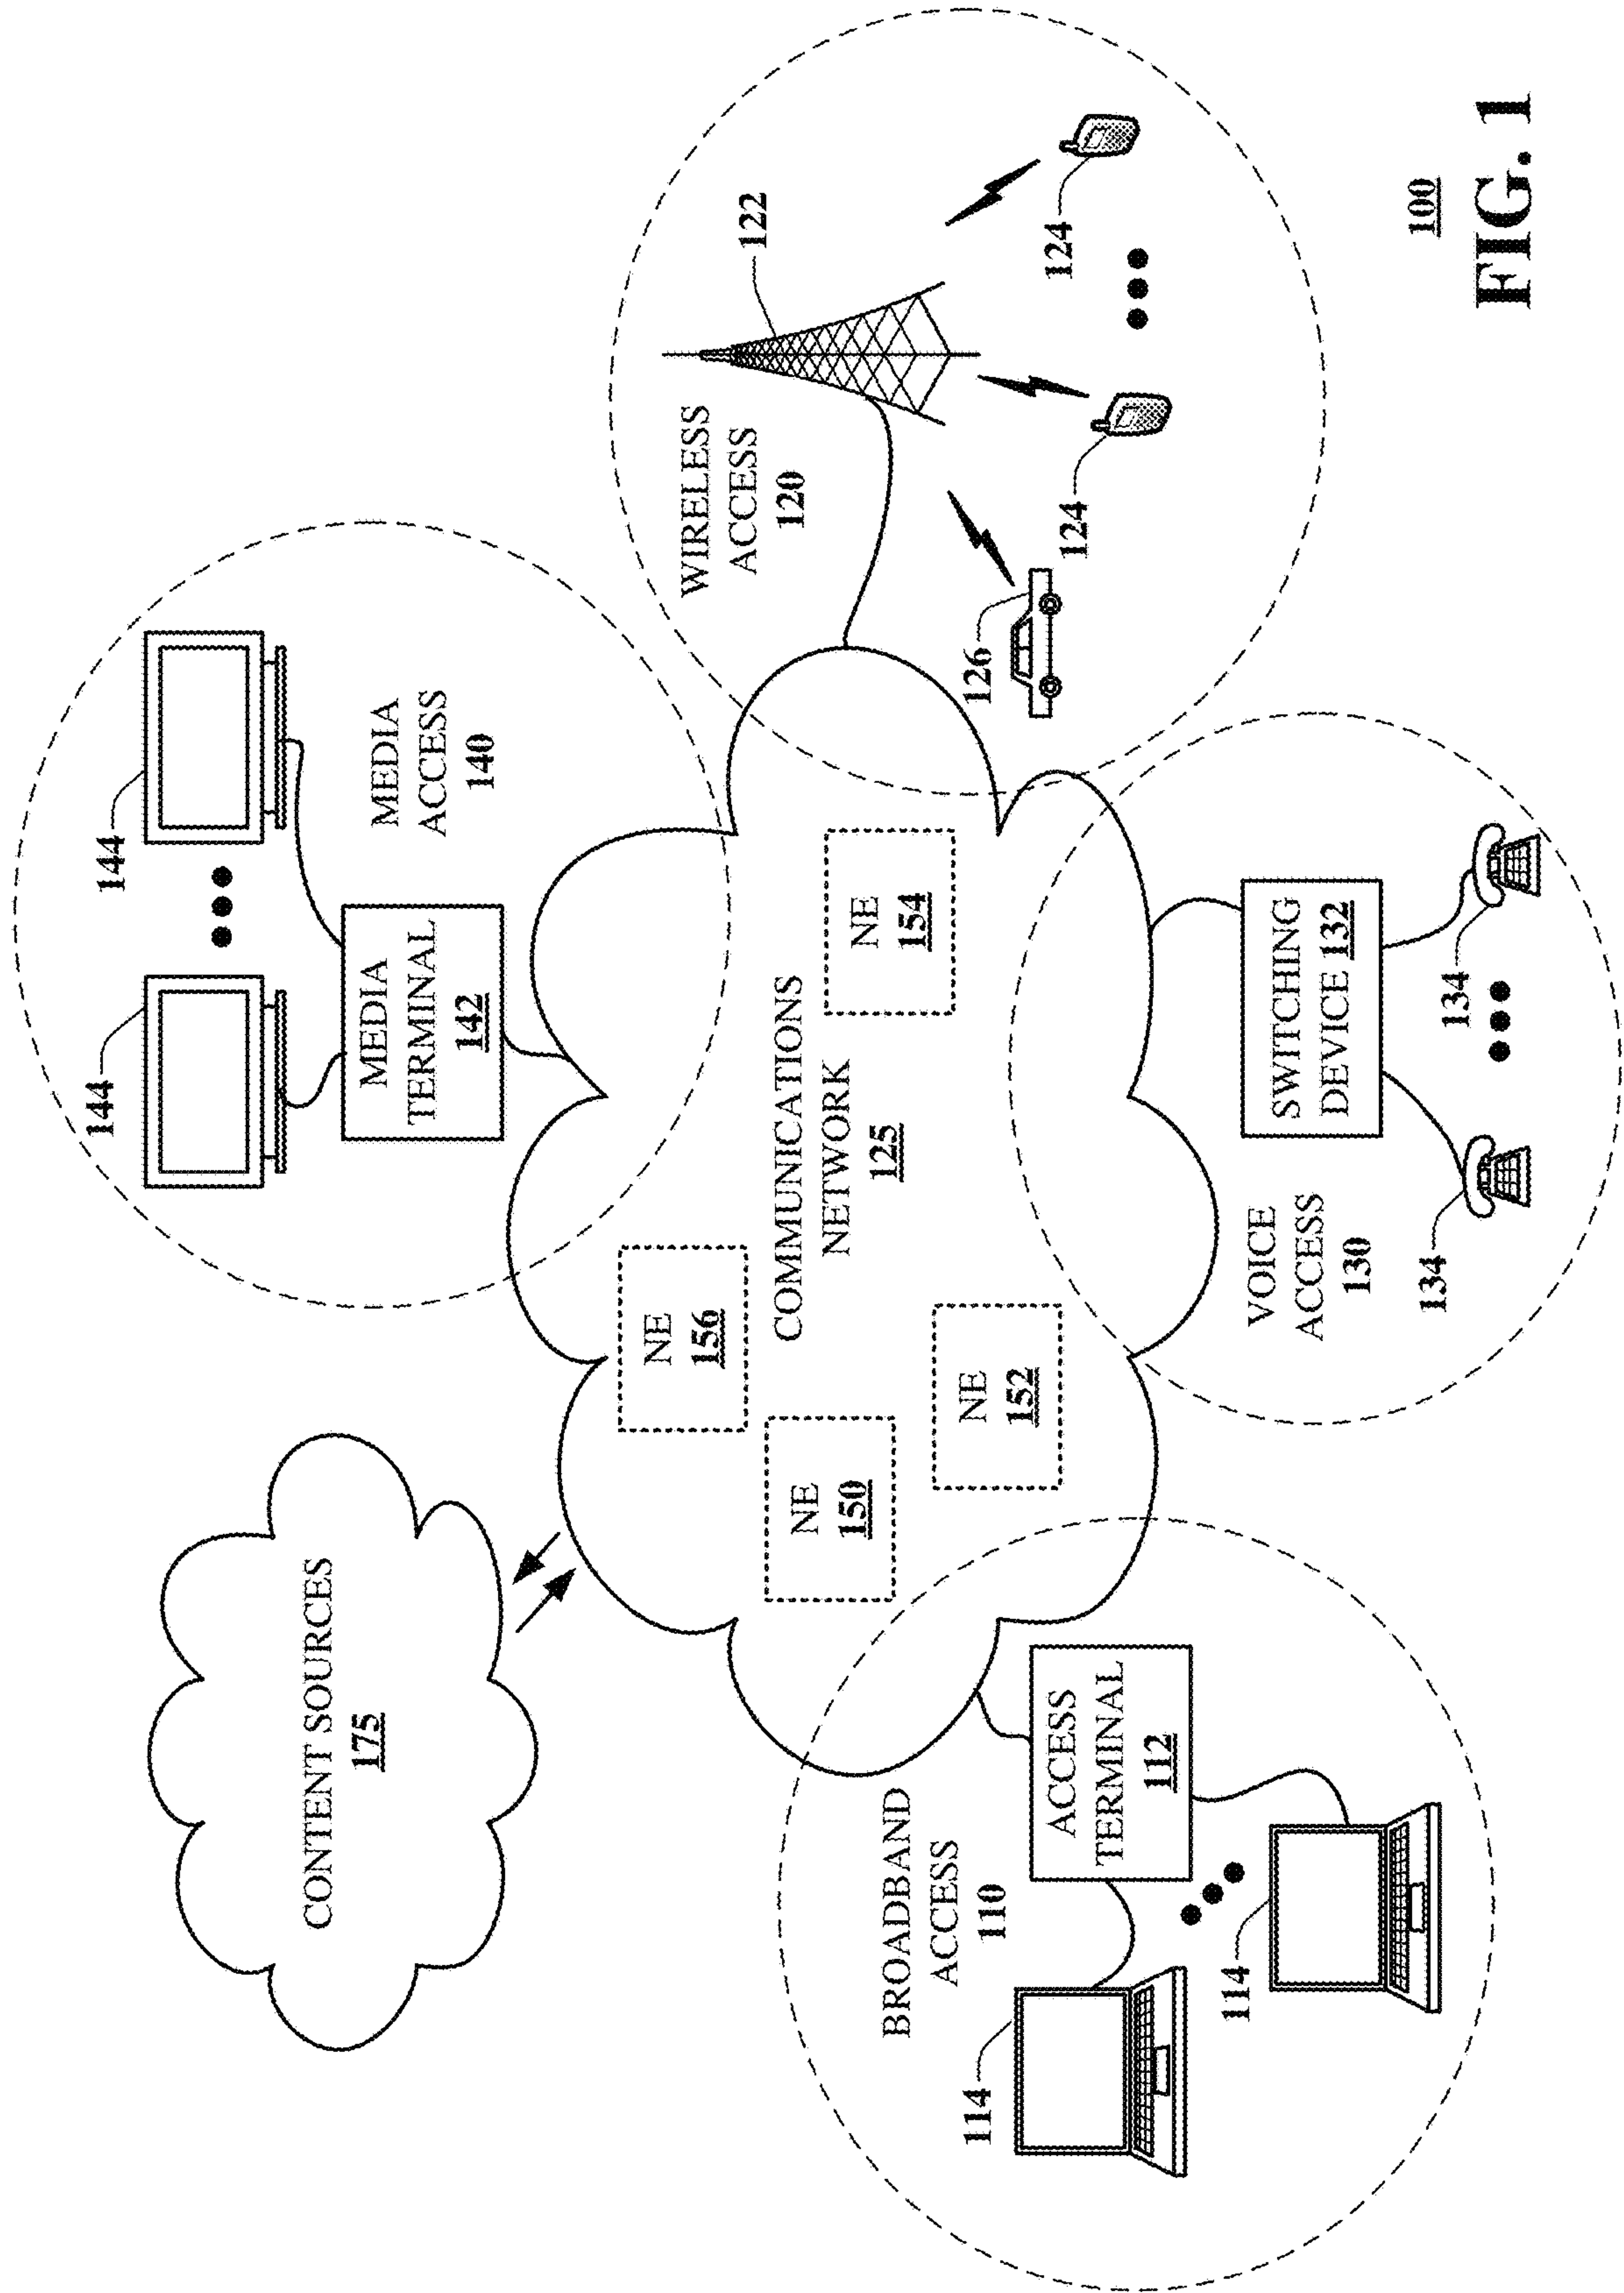 CONTENT SOURCES
175
144
144
MEDIA
TERMINAL
142
MEDIA
ACCESS
140
WIRELESS
ACCESS
120
122
124
124
126
NE
156
NE
150
COMMUNICATIONS
NETWORK
125
NE
154
NE
152
BROADBAND
ACCESS
110
ACCESS
TERMINAL
112
114
114
VOICE
ACCESS
130
SWITCHING
DEVICE 132
134
134
100
FIG. 1